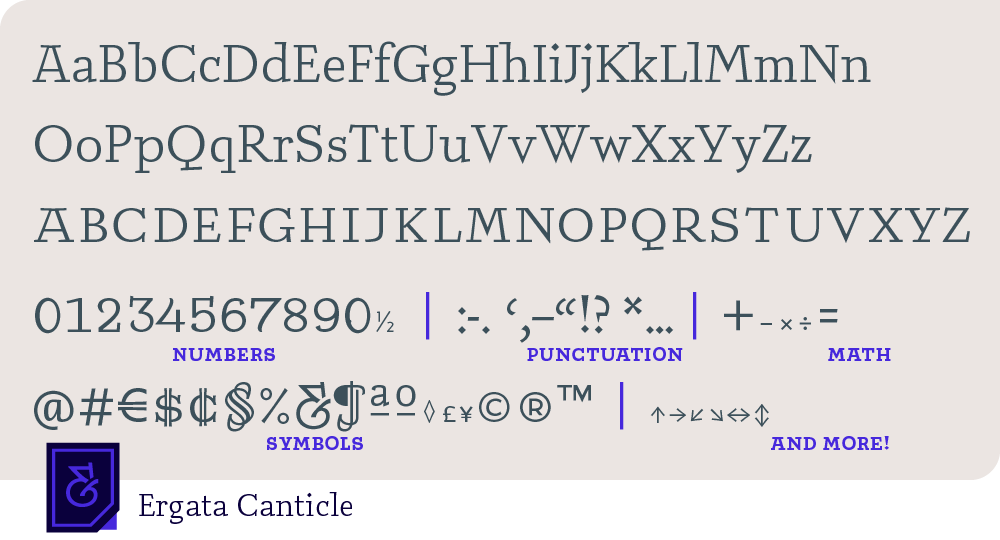 AaBbCcDdEeFfGgHhIiJjKkLlMmNn
OoPpQqRrSsTtUuVvWwXxYyZz
ABCDEFGHIJKLMNOPQRSTUVXYZ
01234567890½ | :-. ‘,–“!? *… | +−×÷=
NUMBERS PUNCTUATION MATH
@#€$₵§%&¶ªº◊£¥©®™ | ↑→↙↘↔↕
SYMBOLS AND MORE!
&
Ergata Canticle